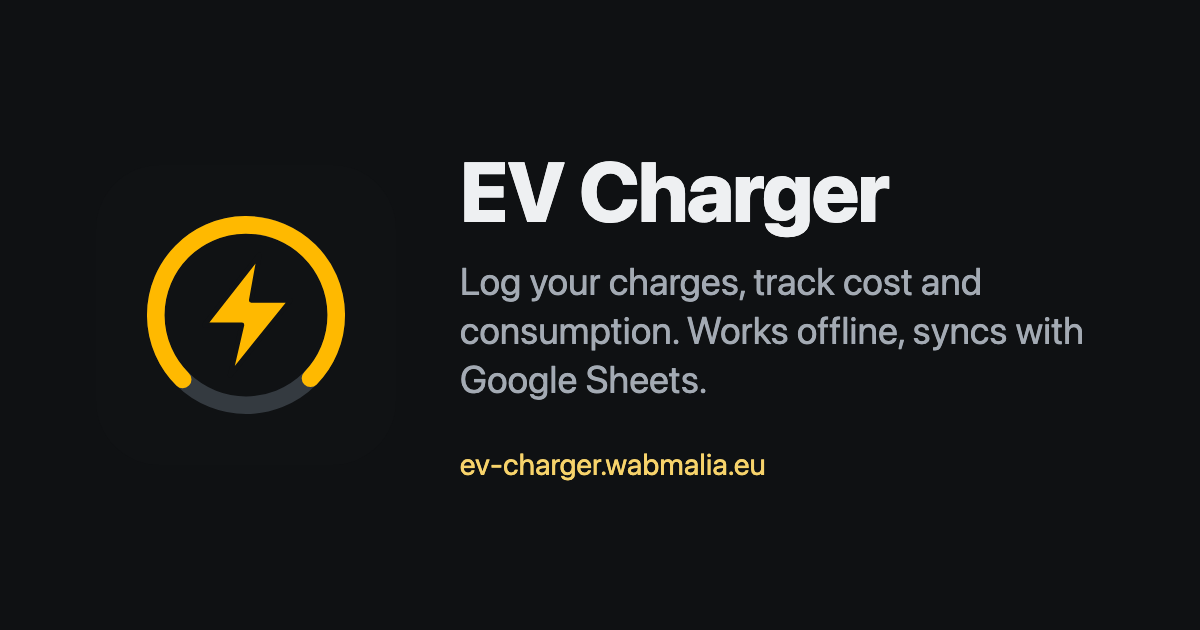 EV Charger
Log your charges, track cost and
consumption. Works offline, syncs with
Google Sheets.
ev-charger.wabmalia.eu